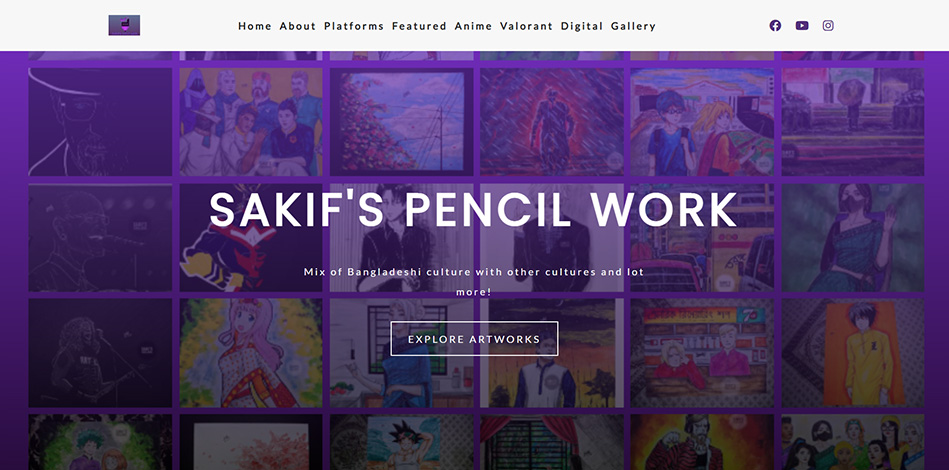 Home About Platforms Featured Anime Valorant Digital Gallery
SAKIF'S PENCIL WORK
Mix of Bangladeshi culture with other cultures and lot
more!
EXPLORE ARTWORKS